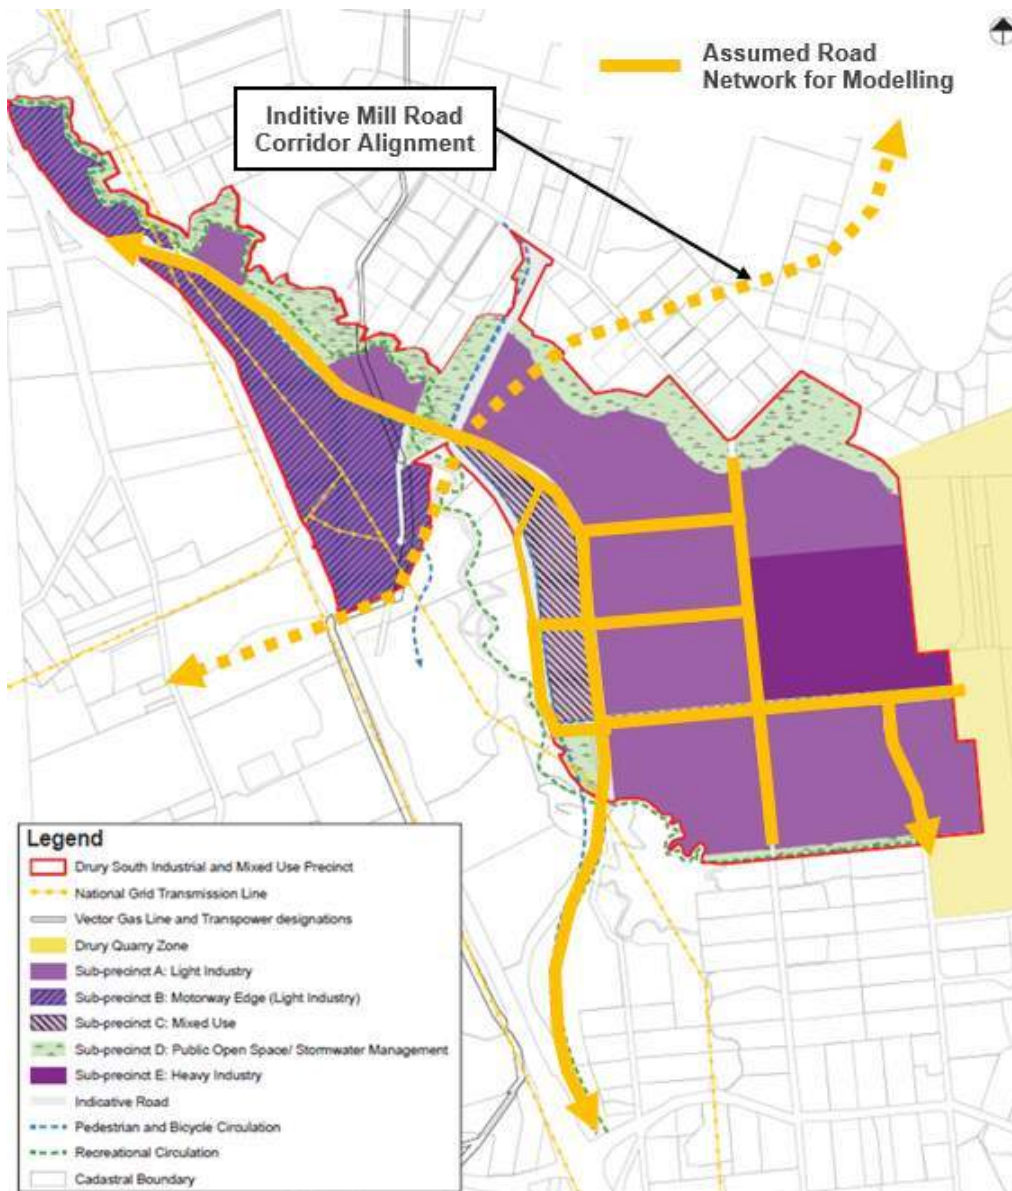 Assumed Road
Network for Modelling
Inditive Mill Road
Corridor Alignment
Legend
Drury South Industrial and Mixed Use Precinct
National Grid Transmission Line
Vector Gas Line and Transpower designations
Drury Quarry Zone
Sub-precinct A: Light Industry
Sub-precinct B: Motorway Edge (Light Industry)
Sub-precinct C: Mixed Use
Sub-precinct D: Public Open Space/ Stormwater Management
Sub-precinct E: Heavy Industry
Indicative Road
Pedestrian and Bicycle Circulation
Recreational Circulation
Cadastral Boundary